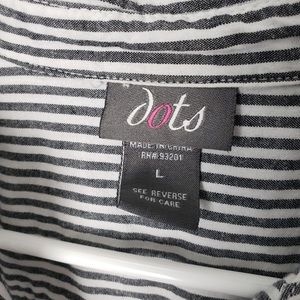 dots
MADE IN CHINA
RN# 93201
L
SEE REVERSE
FOR CARE